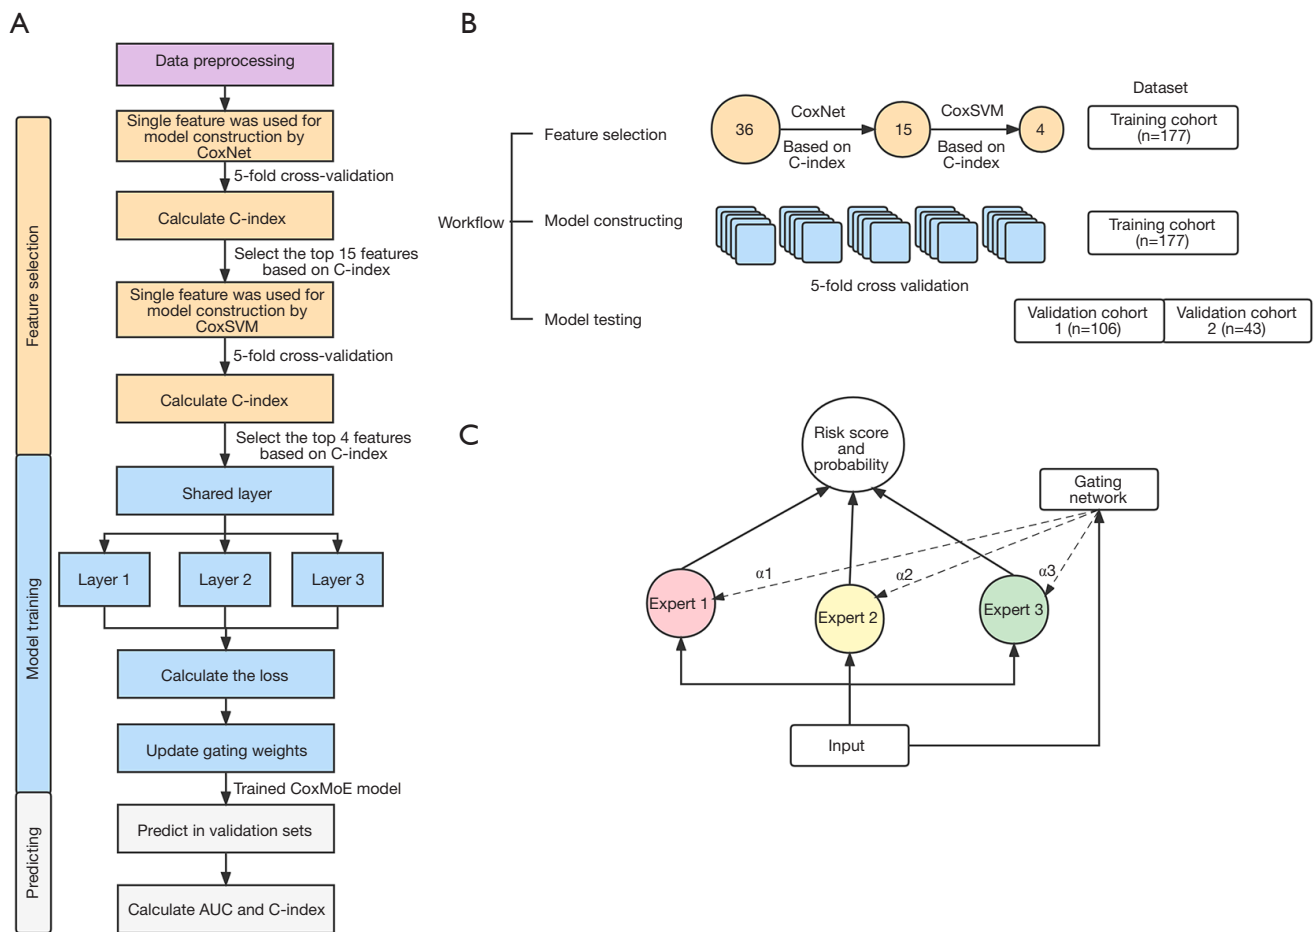 A
Data preprocessing
Single feature was used for
model construction by
CoxNet
5-fold cross-validation
Calculate C-index
Select the top 15 features
based on C-index
Single feature was used for
model construction by
CoxSVM
5-fold cross-validation
Calculate C-index
Select the top 4 features
based on C-index
Shared layer
Layer 1
Layer 2
Layer 3
Calculate the loss
Update gating weights
Trained CoxMoE model
Predict in validation sets
Calculate AUC and C-index
Feature selection
Model training
Predicting
B
Workflow
Feature selection
36
CoxNet
Based on
C-index
15
CoxSVM
Based on
C-index
4
Dataset
Training cohort
(n=177)
Model constructing
5-fold cross validation
Training cohort
(n=177)
Model testing
Validation cohort
1 (n=106)
Validation cohort
2 (n=43)
C
Risk score
and
probability
Gating
network
α1
α2
α3
Expert 1
Expert 2
Expert 3
Input